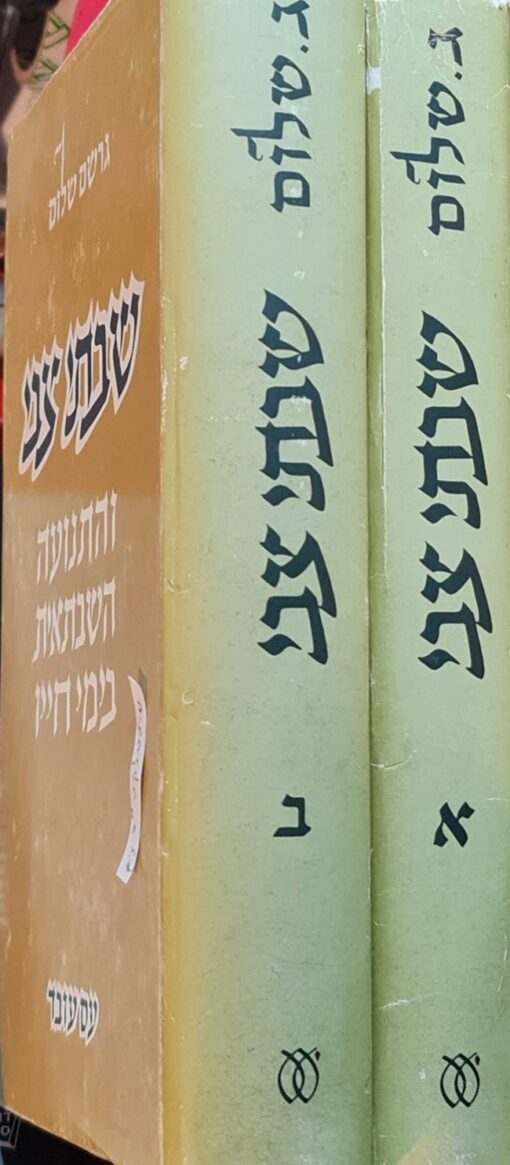 גרשם שלום
שבתי צבי
והתנועה
השבתאית
בימי חייו
עם עובד
ג. שלום
שבתי צבי
ב
ג. שלום
שבתי צבי
א